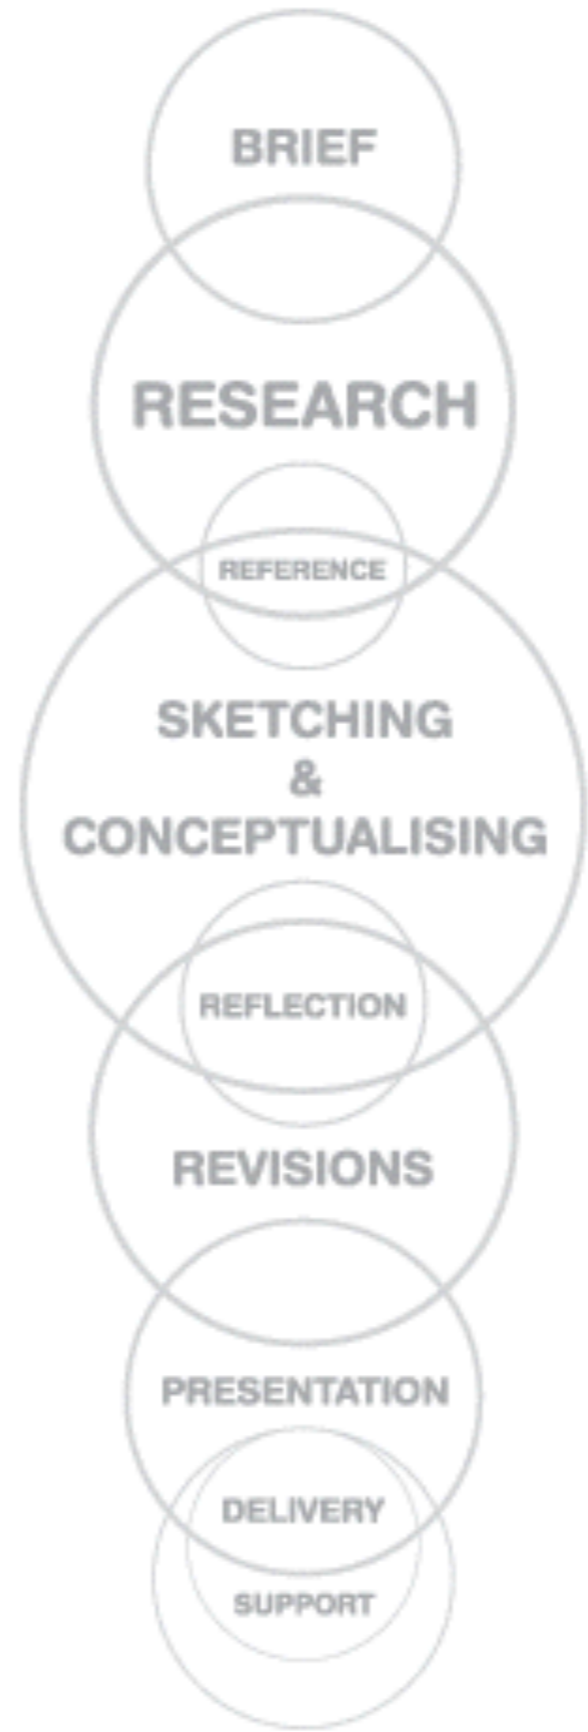 BRIEF
RESEARCH
REFERENCE
SKETCHING
&
CONCEPTUALISING
REFLECTION
REVISIONS
PRESENTATION
DELIVERY
SUPPORT